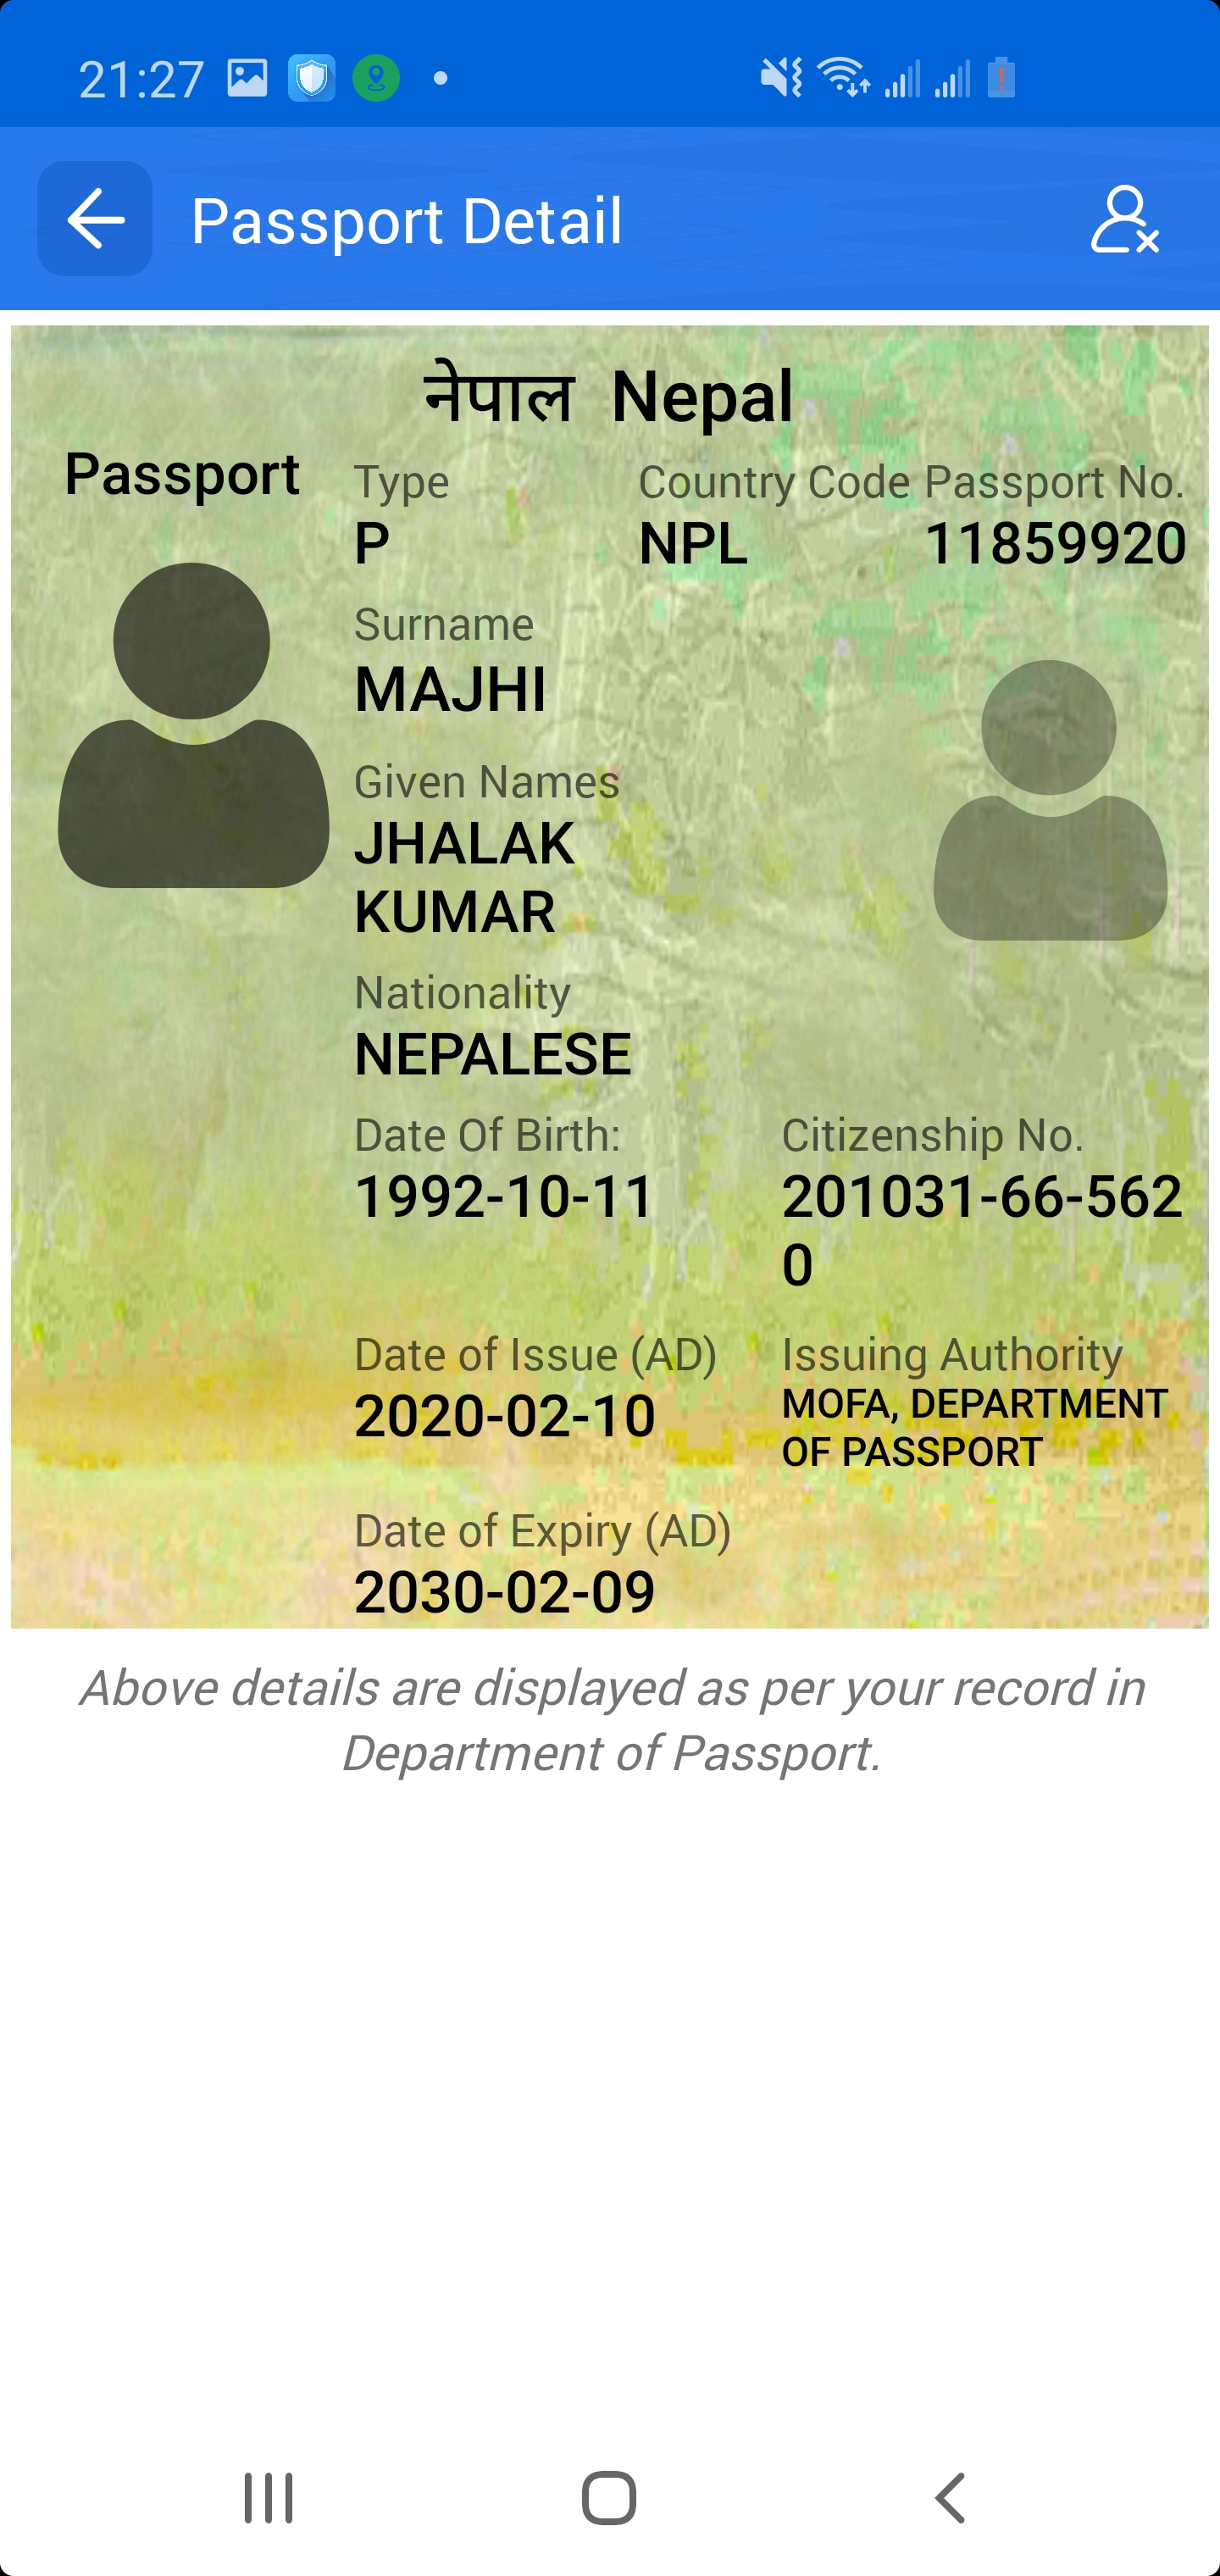 21:27
Passport Detail
नेपाल Nepal
Passport
Type
P
Country Code
NPL
Passport No.
11859920
Surname
MAJHI
Given Names
JHALAK
KUMAR
Nationality
NEPALESE
Date Of Birth:
1992-10-11
Citizenship No.
201031-66-562
0
Date of Issue (AD)
2020-02-10
Issuing Authority
MOFA, DEPARTMENT
OF PASSPORT
Date of Expiry (AD)
2030-02-09
Above details are displayed as per your record in
Department of Passport.